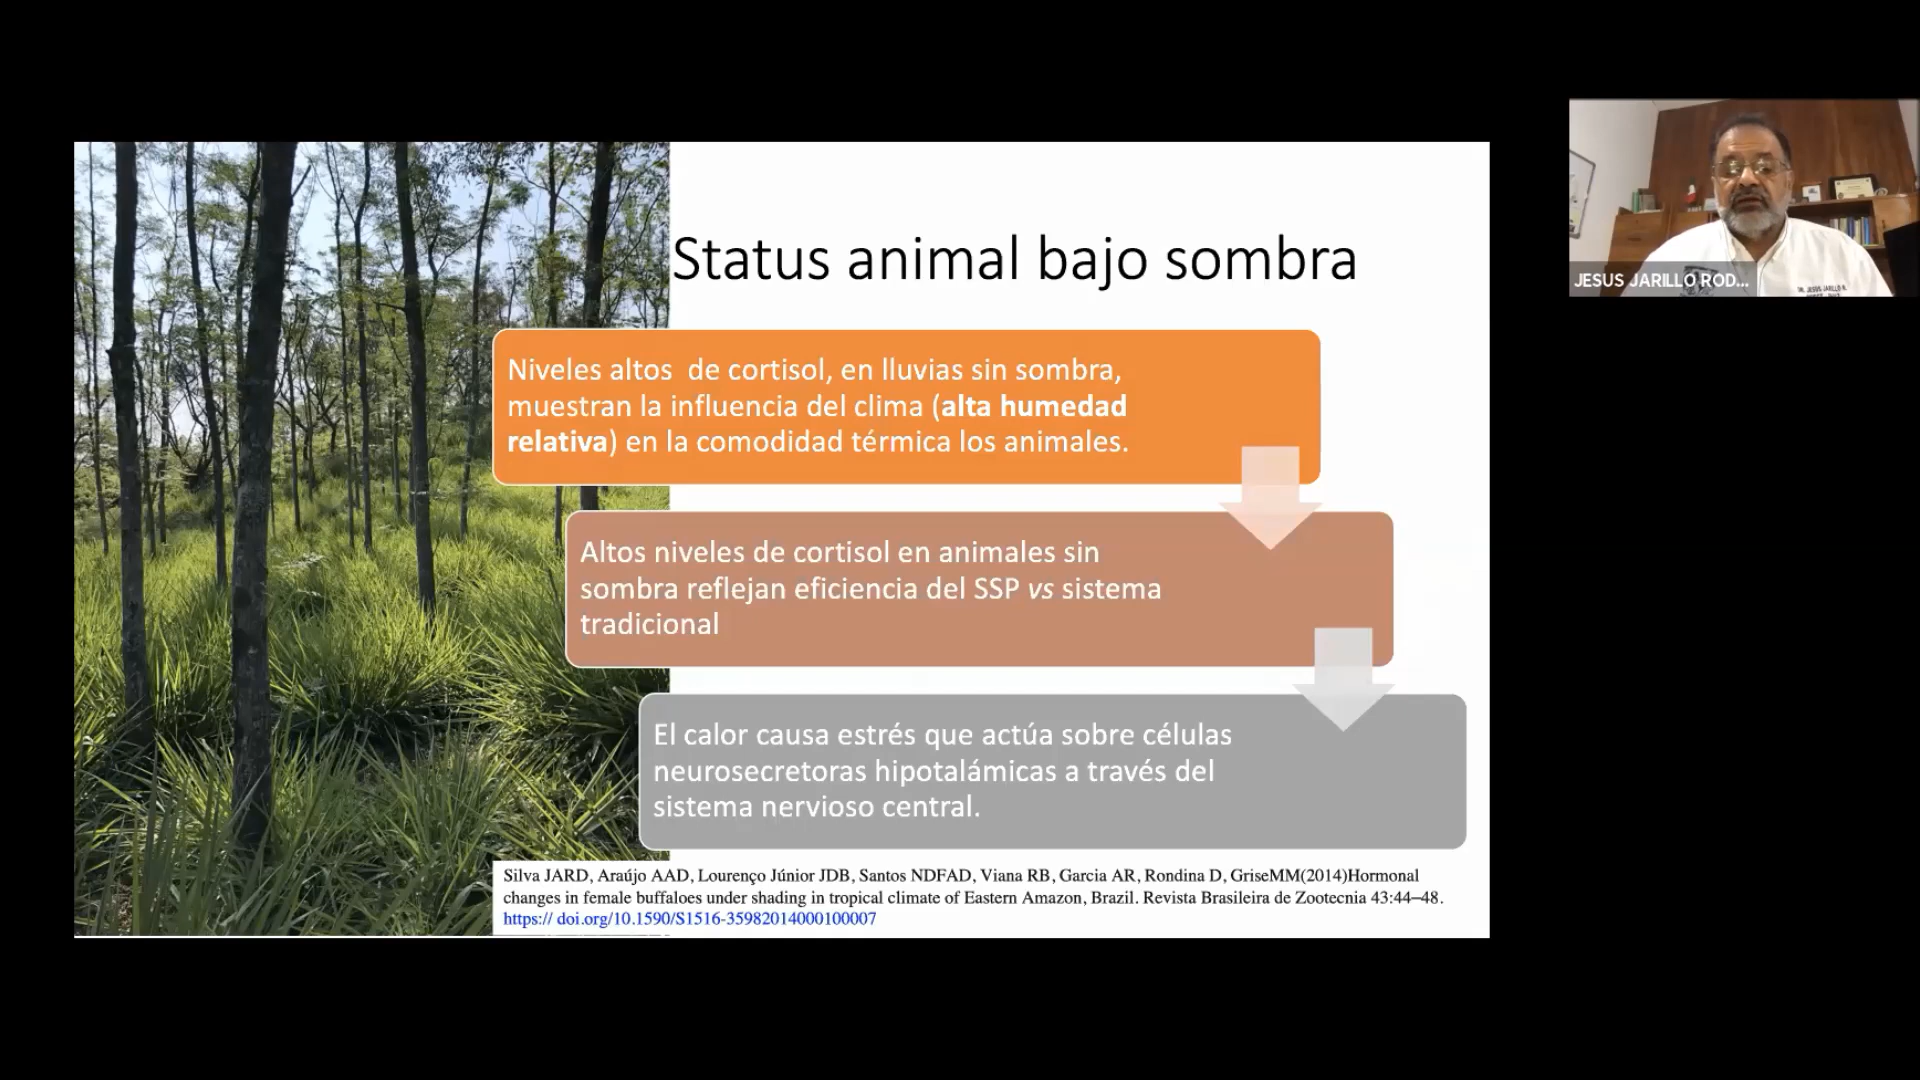 Status animal bajo sombra
Niveles altos  de cortisol, en lluvias sin sombra,
muestran la influencia del clima (alta humedad
relativa) en la comodidad térmica los animales.
Altos niveles de cortisol en animales sin
sombra reflejan eficiencia del SSP vs sistema
tradicional
El calor causa estrés que actúa sobre células
neurosecretoras hipotalámicas a través del
sistema nervioso central.
Silva JARD, Araújo AAD, Lourenço Júnior JDB, Santos NDFAD, Viana RB, Garcia AR, Rondina D, GriseMM(2014)Hormonal
changes in female buffaloes under shading in tropical climate of Eastern Amazon, Brazil. Revista Brasileira de Zootecnia 43:44–48.
https:// doi.org/10.1590/S1516-35982014000100007
JESUS JARILLO ROD...